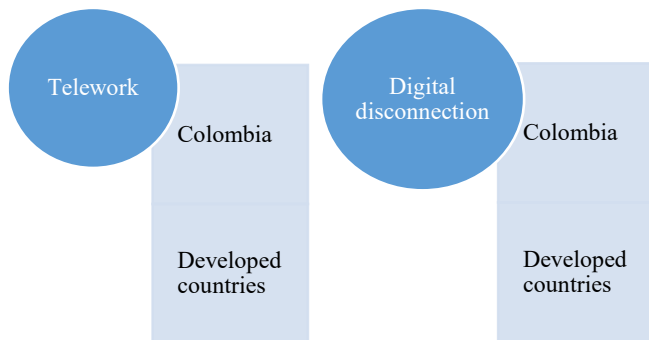 Telework
Colombia
Developed
countries
Digital
disconnection
Colombia
Developed
countries